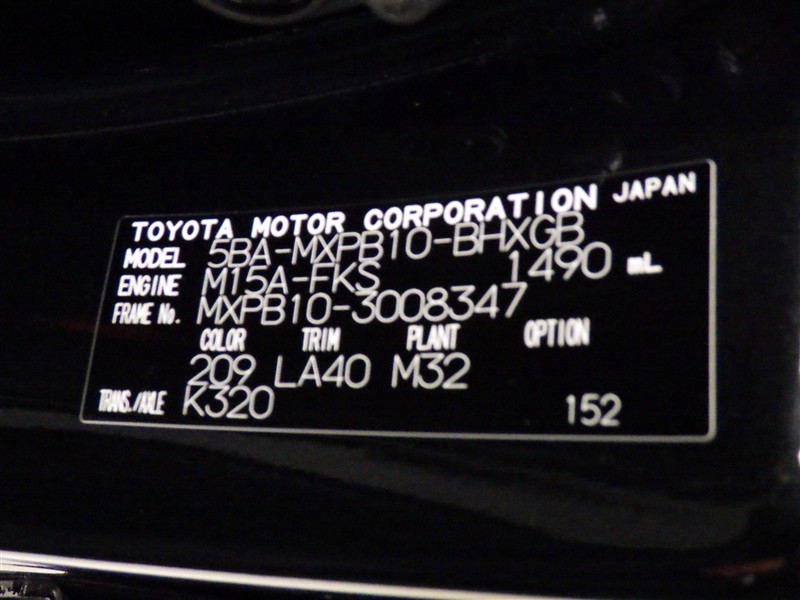 TOYOTA MOTOR CORPORATION JAPAN
MODEL 5BA-MXPB10-BHXGB
ENGINE M15A-FKS 1490 mL
FRAME No. MXPB10-3008347
COLOR TRIM PLANT OPTION
209 LA40 M32
TRANS./AXLE K320 152